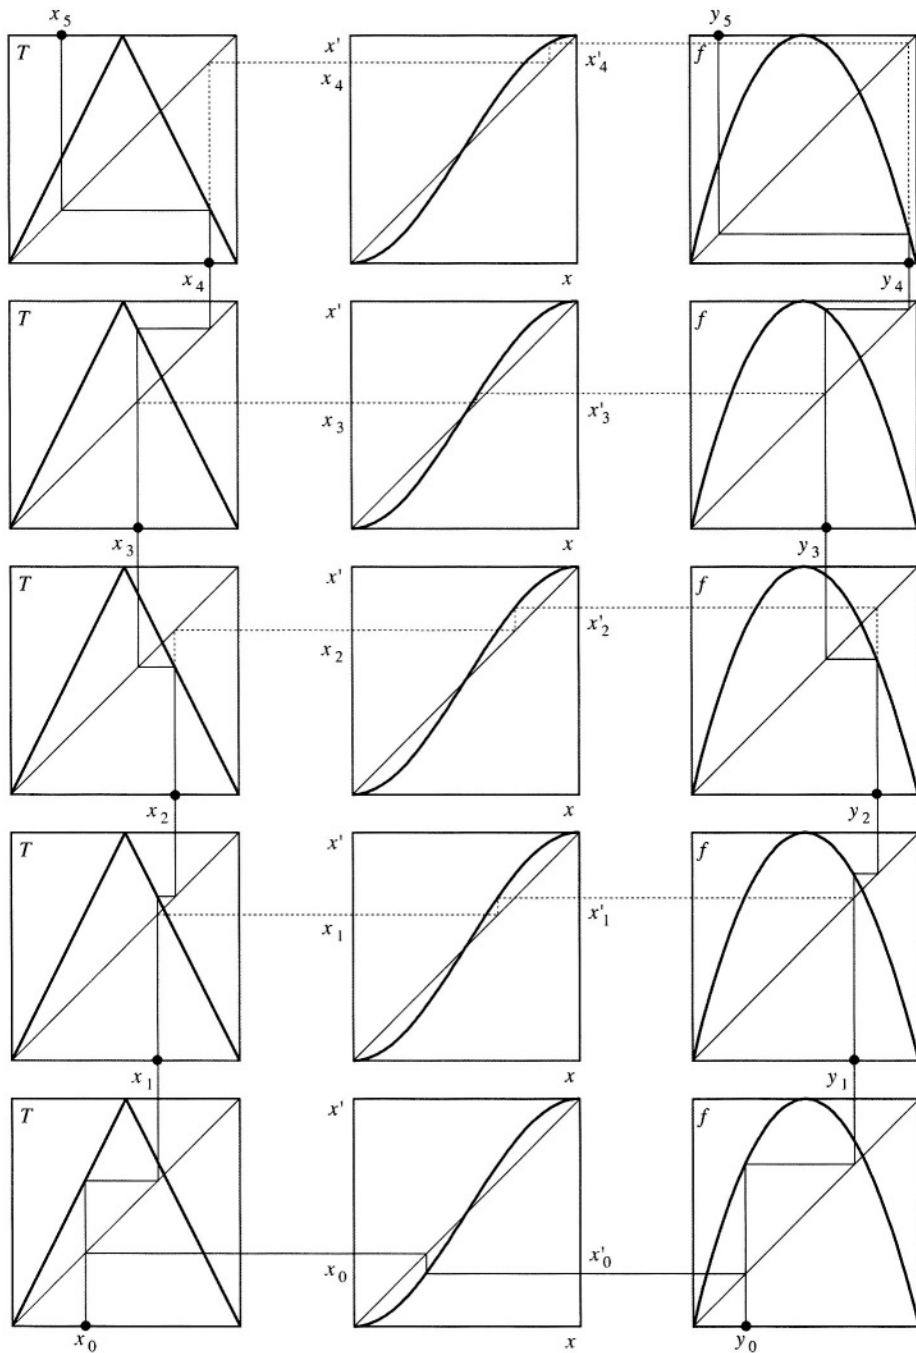 x5 y5
T x' f
x4 x'4
x4 x y4
T x' f
x3 x'3
x3 x y3
T x' f
x2 x'2
x2 x y2
T x' f
x1 x'1
x1 x y1
T x' f
x0 x'0
x0 x y0